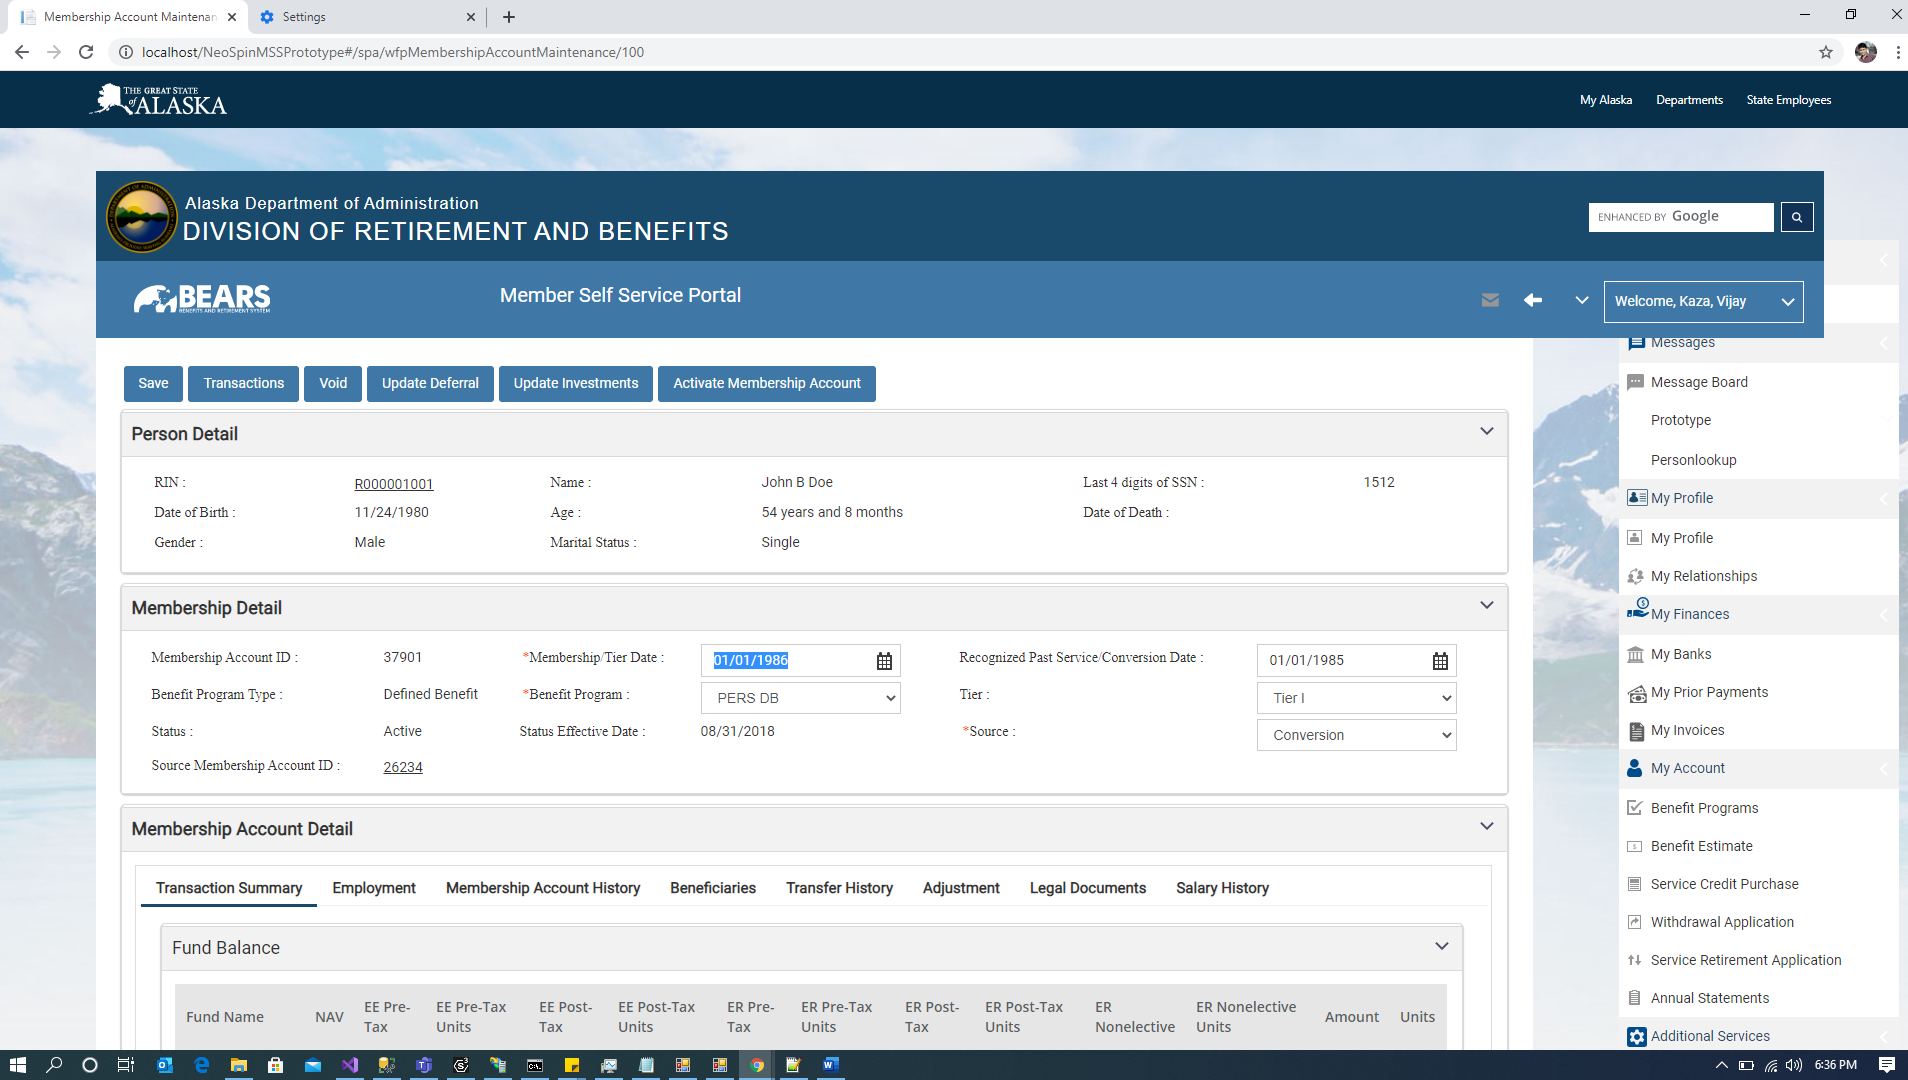 Membership Account Maintenan
Settings
localhost/NeoSpinMSSPrototype#/spa/wfpMembershipAccountMaintenance/100
THE GREAT STATE
of ALASKA
My Alaska Departments State Employees
Alaska Department of Administration
DIVISION OF RETIREMENT AND BENEFITS
ENHANCED BY Google
BEARS
BENEFITS AND RETIREMENT SYSTEM
Member Self Service Portal
Welcome, Kaza, Vijay
Save Transactions Void Update Deferral Update Investments Activate Membership Account
Person Detail
RIN : R000001001 Name : John B Doe Last 4 digits of SSN : 1512
Date of Birth : 11/24/1980 Age : 54 years and 8 months Date of Death :
Gender : Male Marital Status : Single
Membership Detail
Membership Account ID : 37901 *Membership/Tier Date : 01/01/1986 Recognized Past Service/Conversion Date : 01/01/1985
Benefit Program Type : Defined Benefit *Benefit Program : PERS DB Tier : Tier I
Status : Active Status Effective Date : 08/31/2018 *Source : Conversion
Source Membership Account ID : 26234
Membership Account Detail
Transaction Summary Employment Membership Account History Beneficiaries Transfer History Adjustment Legal Documents Salary History
Fund Balance
Fund Name NAV EE Pre-Tax EE Pre-Tax Units EE Post-Tax EE Post-Tax Units ER Pre-Tax ER Pre-Tax Units ER Post-Tax ER Post-Tax Units ER Nonelective ER Nonelective Units Amount Units
Messages
Message Board
Prototype
Personlookup
My Profile
My Profile
My Relationships
My Finances
My Banks
My Prior Payments
My Invoices
My Account
Benefit Programs
Benefit Estimate
Service Credit Purchase
Withdrawal Application
Service Retirement Application
Annual Statements
Additional Services
6:36 PM